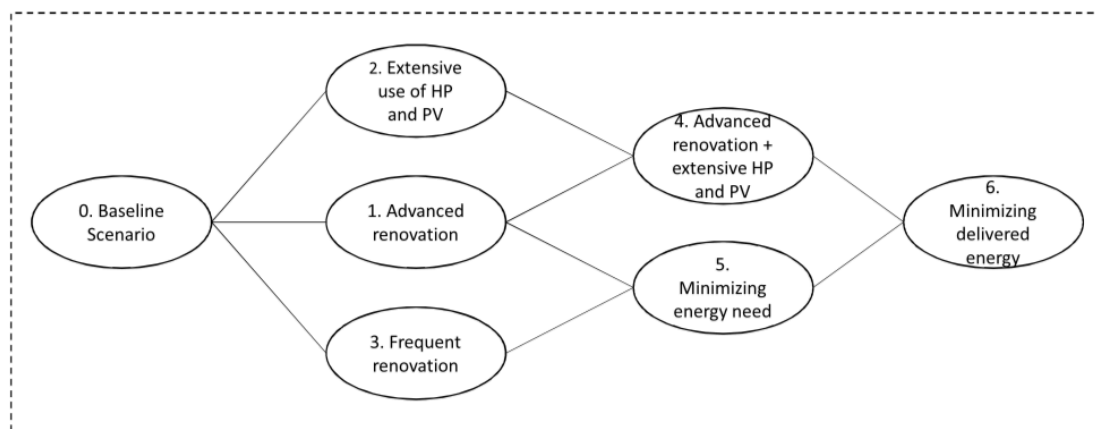 0. Baseline
Scenario
2. Extensive
use of HP
and PV
1. Advanced
renovation
3. Frequent
renovation
4. Advanced
renovation +
extensive HP
and PV
5.
Minimizing
energy need
6.
Minimizing
delivered
energy